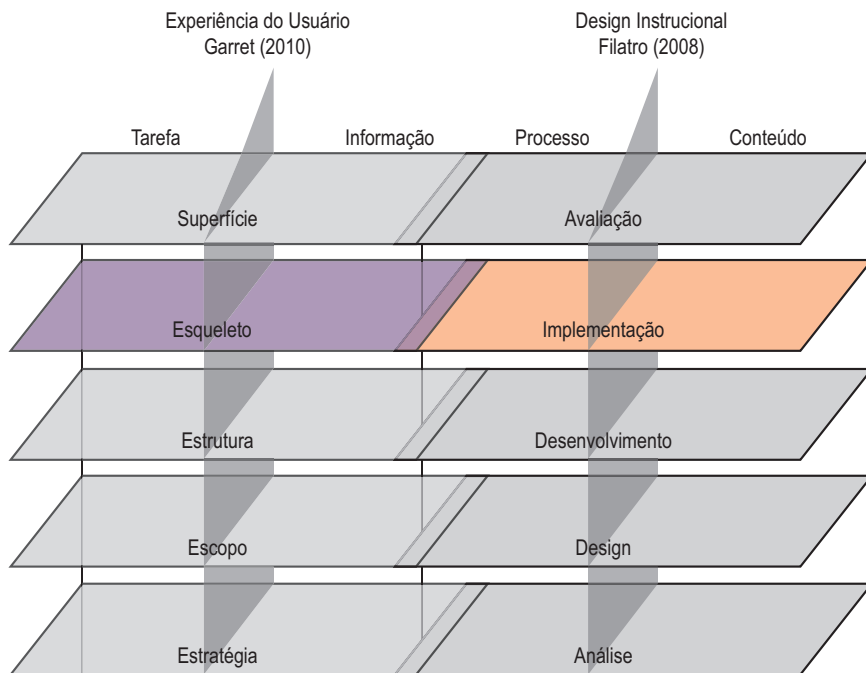 Experiência do Usuário
Garret (2010)
Design Instrucional
Filatro (2008)
Tarefa
Informação
Processo
Conteúdo
Superfície
Avaliação
Esqueleto
Implementação
Estrutura
Desenvolvimento
Escopo
Design
Estratégia
Análise